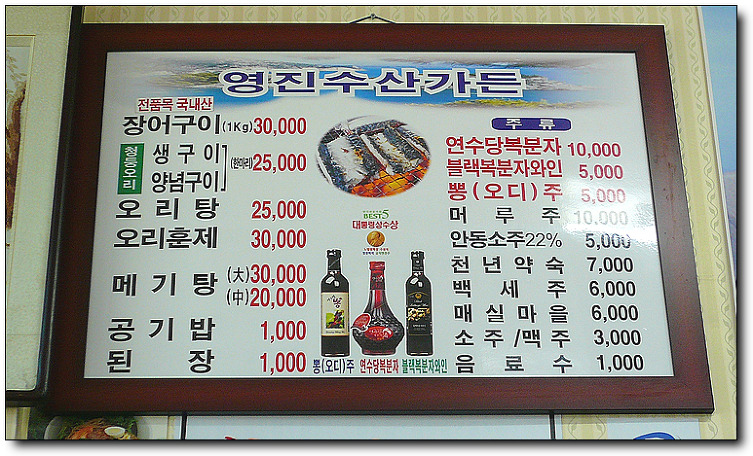 영진수산가든
전품목 국내산
장어구이 (1Kg) 30,000
청둥오리 생구이 양념구이 (한마리) 25,000
오리탕 25,000
오리훈제 30,000
메기탕 (大) 30,000
(中) 20,000
공기밥 1,000
된장 1,000
BEST5
대통령상수상
뽕(오디)주 연수당복분자 블랙복분자와인
주류
연수당복분자 10,000
블랙복분자와인 5,000
뽕(오디)주 5,000
머루주 10,000
안동소주22% 5,000
천년약속 7,000
백세주 6,000
매실마을 6,000
소주/맥주 3,000
음료수 1,000